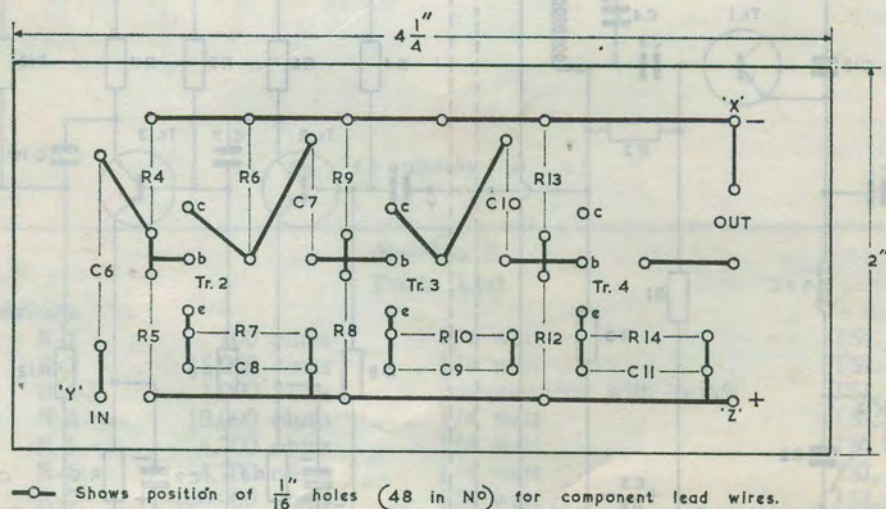 4 1/4"
2"
'X' —
R4 R6 C7 R9 C10 R13
c c c
OUT
C6
b b b
Tr. 2 Tr. 3 Tr. 4
e e e
R5 R7 R8 R10 R12 R14
C8 C9 C11
'Y'
IN
'Z' +
Shows position of 1/16" holes (48 in Nº) for component lead wires.